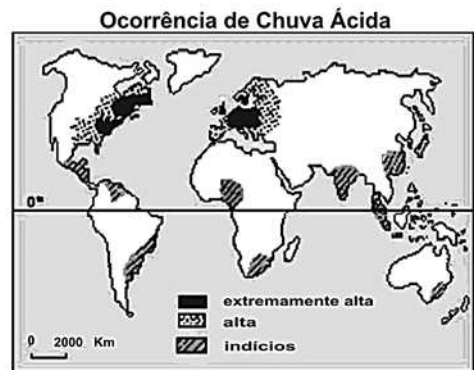 Ocorrência de Chuva Ácida
0°
extremamente alta
alta
indícios
0 2000 Km